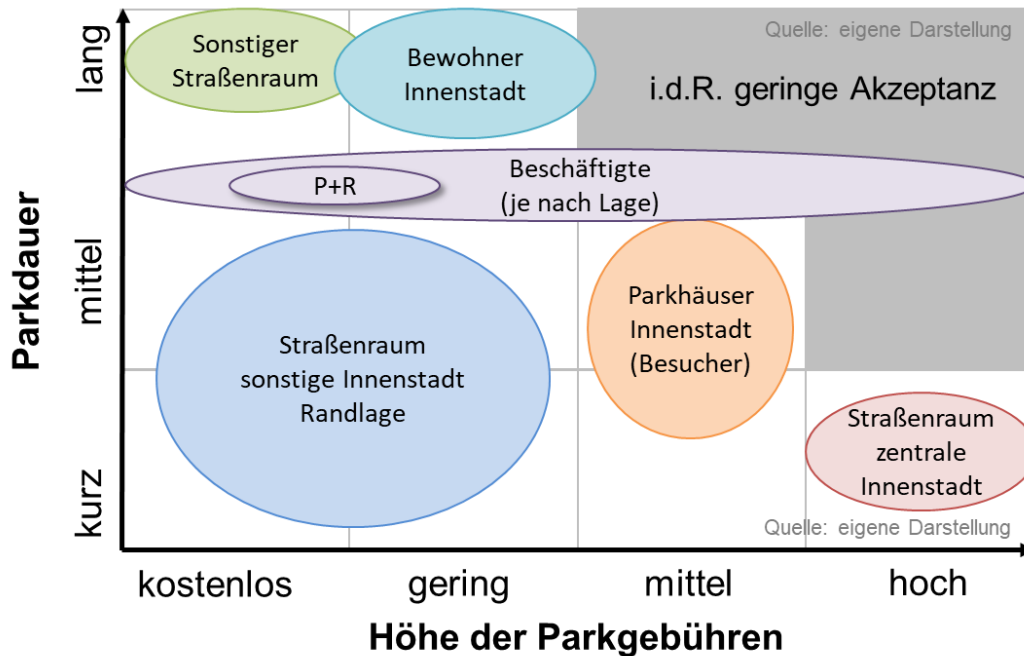 Quelle: eigene Darstellung
Sonstiger
Straßenraum
Bewohner
Innenstadt
i.d.R. geringe Akzeptanz
lang
Beschäftigte
(je nach Lage)
P+R
Parkdauer
mittel
Parkhäuser
Innenstadt
(Besucher)
Straßenraum
sonstige Innenstadt
Randlage
Straßenraum
zentrale
Innenstadt
kurz
Quelle: eigene Darstellung
kostenlos
gering
mittel
hoch
Höhe der Parkgebühren